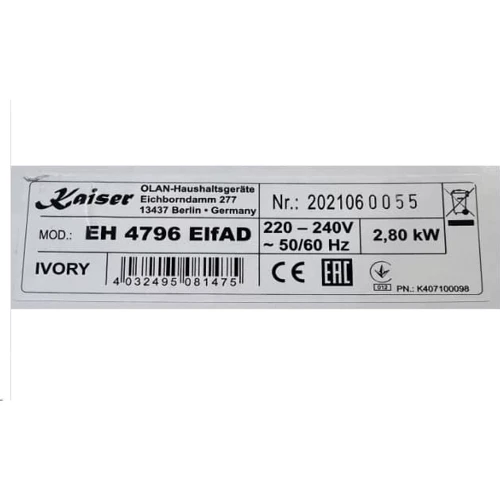 Kaiser
OLAN-Haushaltsgeräte
Eichborndamm 277
13437 Berlin • Germany
Nr.: 2021060055
MOD.: EH 4796 ElfAD
220 – 240V
~ 50/60 Hz
2,80 kW
IVORY
4 032495 081475
CE
EAC
012
PN.: K407100098